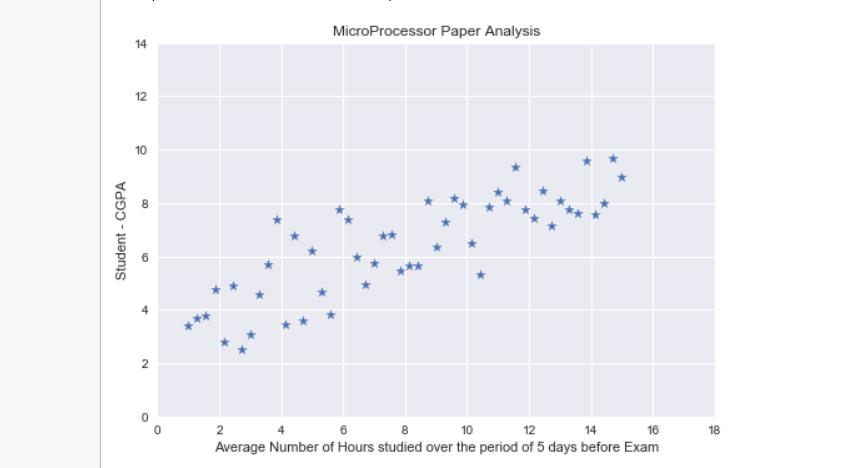 MicroProcessor Paper Analysis
14
12
10
8
6
4
2
0
Student - CGPA
0 2 4 6 8 10 12 14 16 18
Average Number of Hours studied over the period of 5 days before Exam